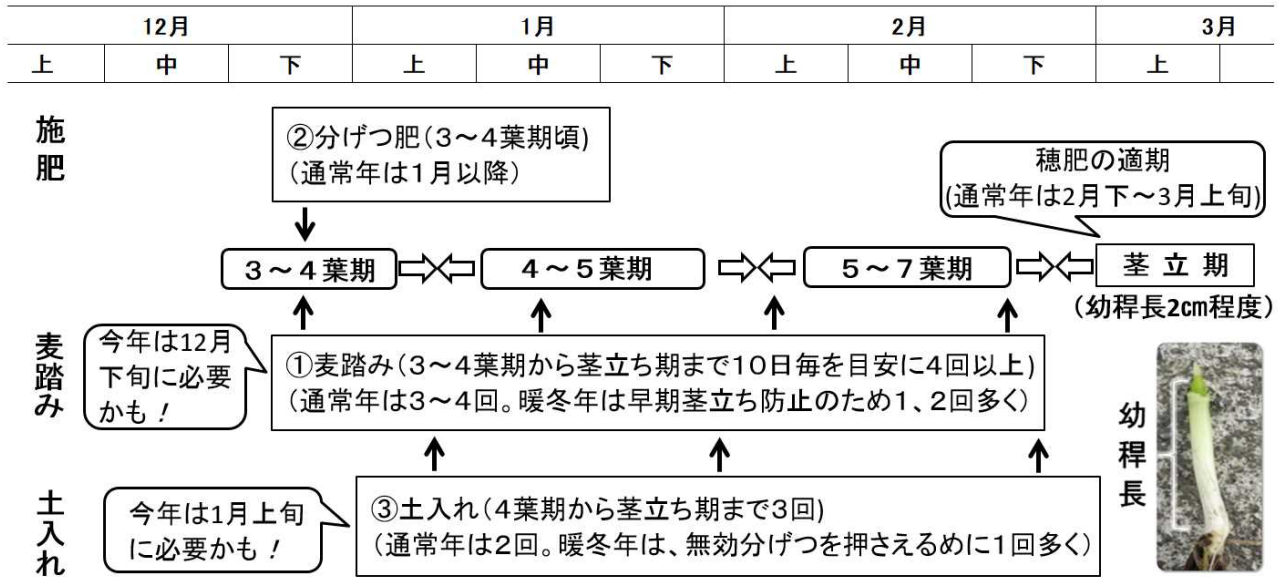 12月 1月 2月 3月
上 中 下 上 中 下 上 中 下 上
施肥
②分げつ肥(3～4葉期頃)
(通常年は1月以降)
穂肥の適期
(通常年は2月下～3月上旬)
3～4葉期 4～5葉期 5～7葉期 茎立期
(幼稈長2㎝程度)
麦踏み
今年は12月
下旬に必要
かも！
①麦踏み(3～4葉期から茎立ち期まで10日毎を目安に4回以上)
(通常年は3～4回。暖冬年は早期茎立ち防止のため1、2回多く)
幼稈長
土入れ
今年は1月上旬
に必要かも！
③土入れ(4葉期から茎立ち期まで3回)
(通常年は2回。暖冬年は、無効分げつを押さえるめに1回多く)